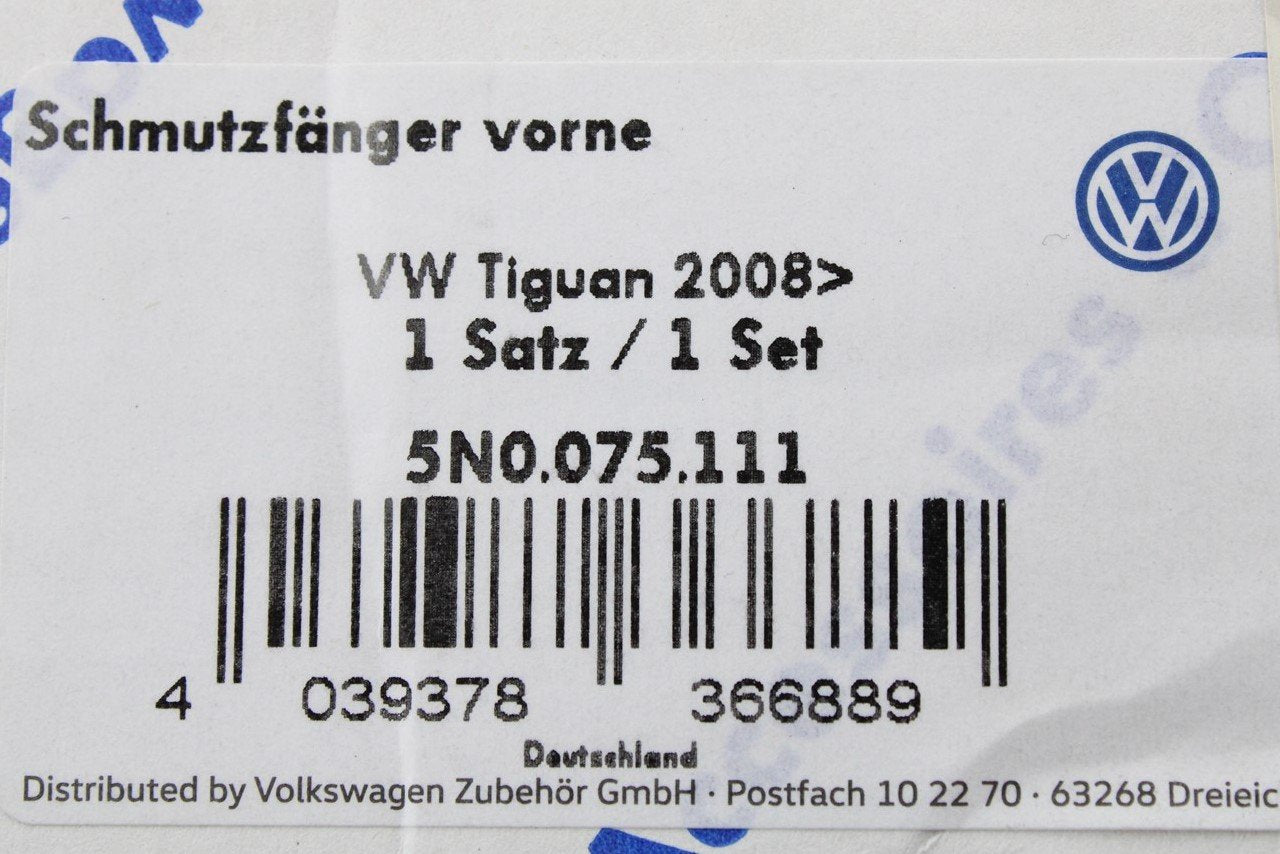 Schmutzfänger vorne
VW Tiguan 2008>
1 Satz / 1 Set
5N0.075.111
4 039378 366889
Deutschland
Distributed by Volkswagen Zubehör GmbH · Postfach 10 22 70 · 63268 Dreieic